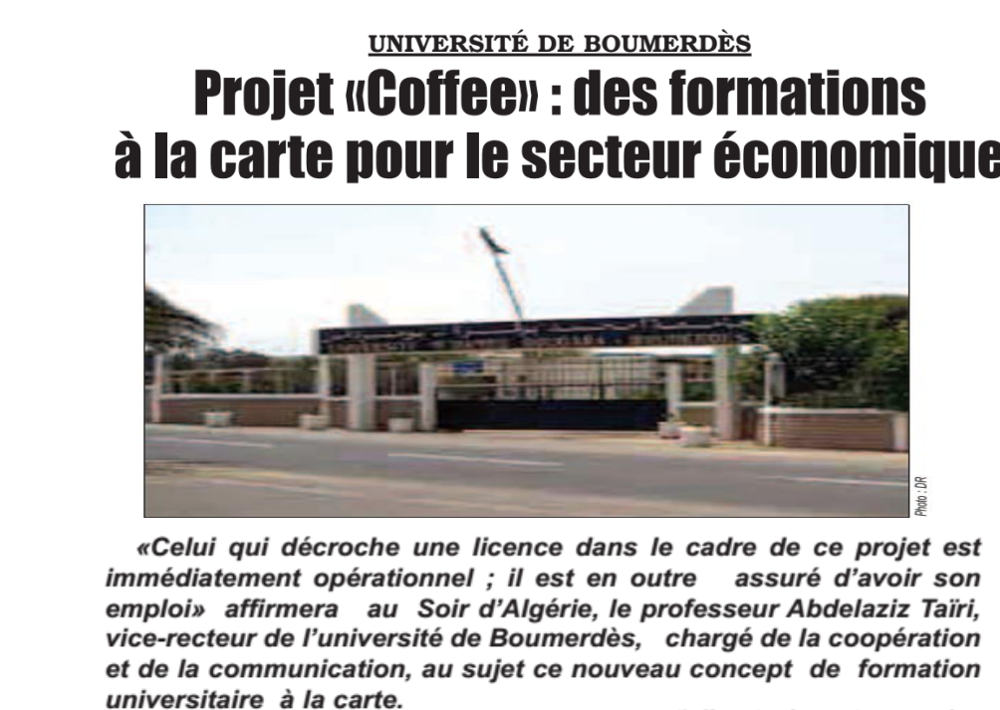 UNIVERSITÉ DE BOUMERDÈS
Projet «Coffee» : des formations
à la carte pour le secteur économique
Photo : DR
«Celui qui décroche une licence dans le cadre de ce projet est
immédiatement opérationnel ; il est en outre assuré d’avoir son
emploi» affirmera au Soir d’Algérie, le professeur Abdelaziz Taïri,
vice-recteur de l’université de Boumerdès, chargé de la coopération
et de la communication, au sujet ce nouveau concept de formation
universitaire à la carte.